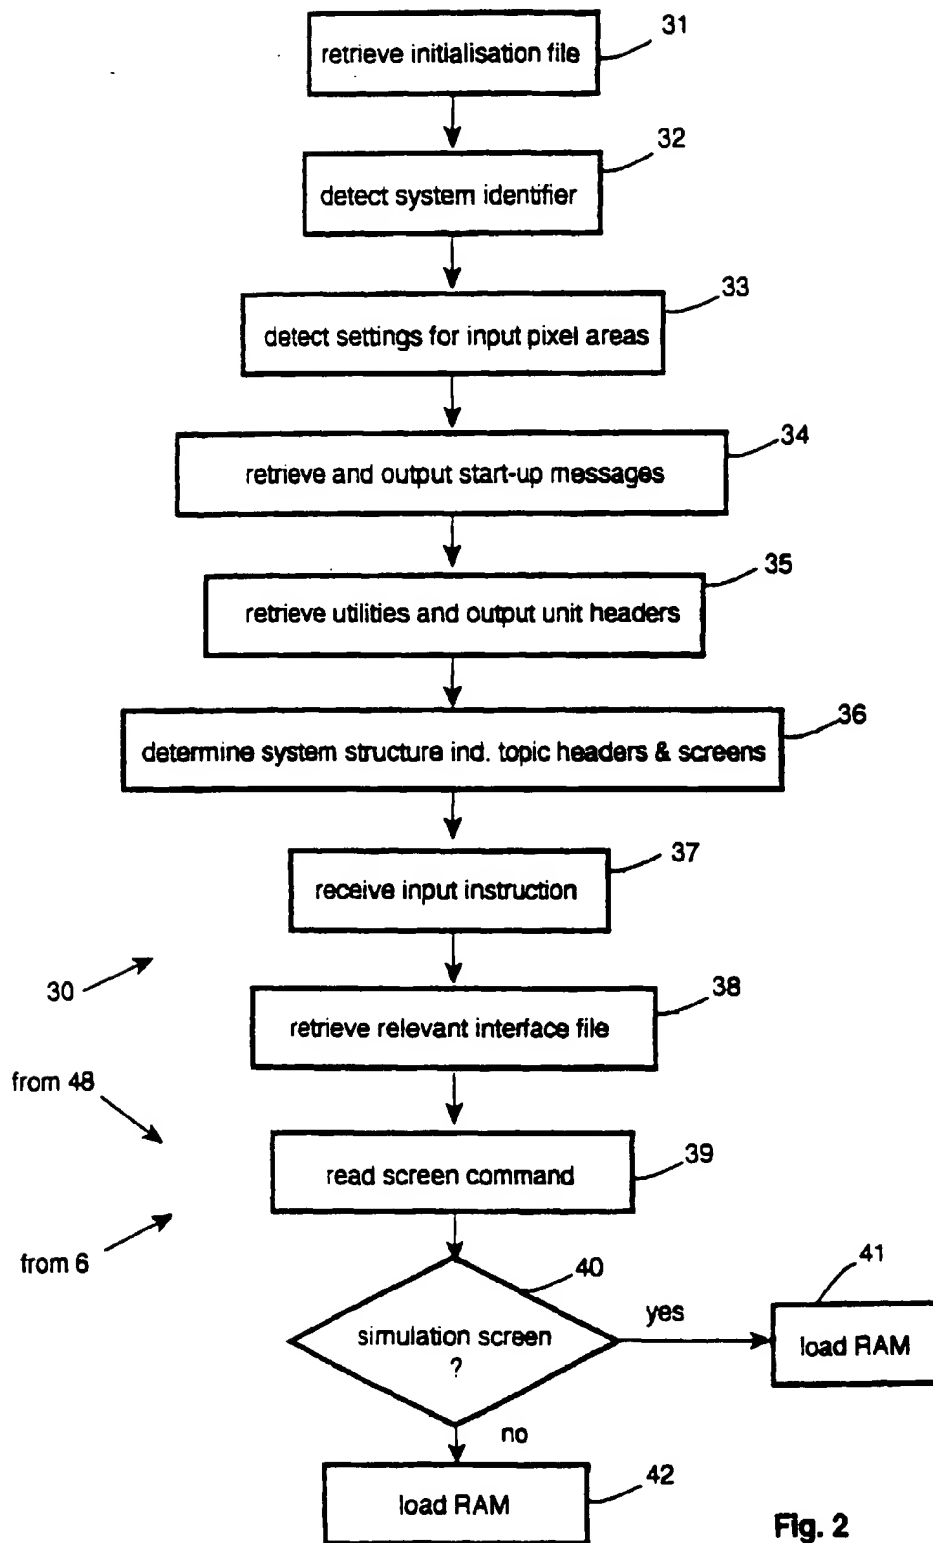 31
retrieve initialisation file
32
detect system identifier
33
detect settings for input pixel areas
34
retrieve and output start-up messages
35
retrieve utilities and output unit headers
36
determine system structure ind. topic headers & screens
37
receive input instruction
30
38
retrieve relevant interface file
from 48
39
read screen command
from 6
40
41
simulation screen
?
yes
load RAM
no
42
load RAM
Fig. 2